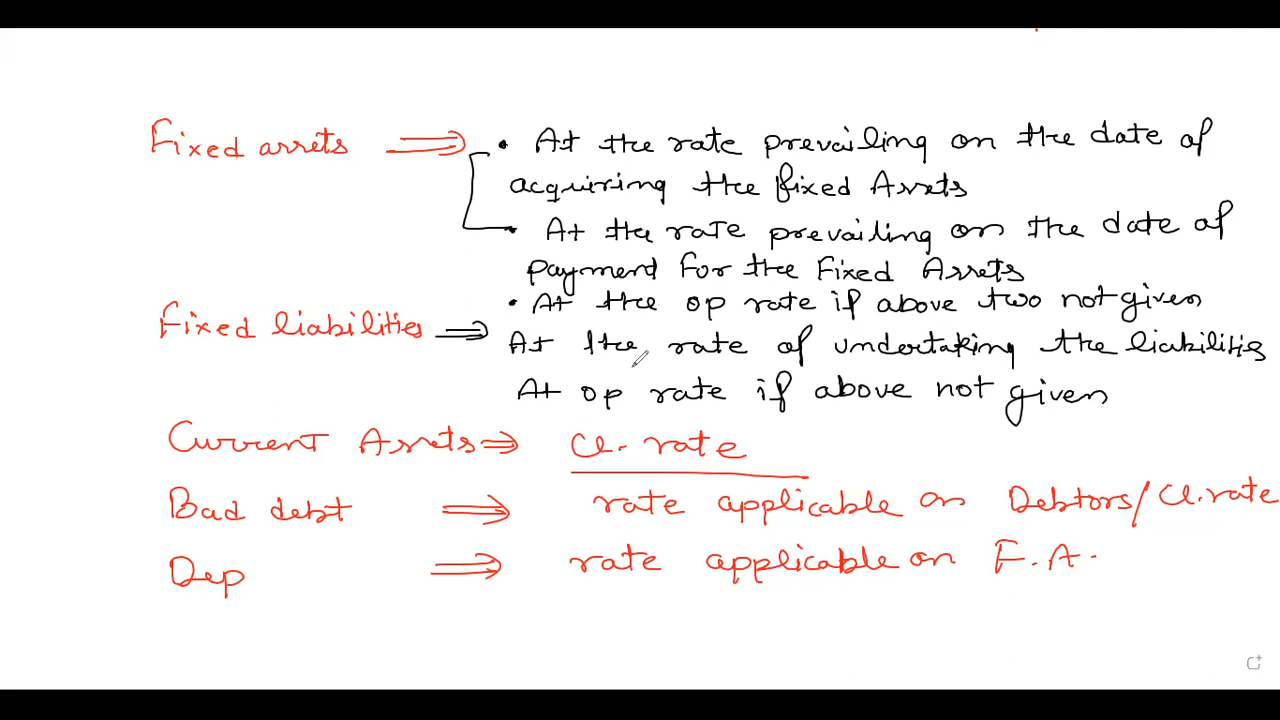 Fixed assets ⇒ • At the rate prevailing on the date of
acquiring the fixed Assets
• At the rate prevailing on the date of
payment for the Fixed Assets
• At the op rate if above two not given
Fixed liabilities ⇒ At the rate of undertaking the liabilities
At op rate if above not given
Current Assets ⇒ Cl. rate
Bad debt ⇒ rate applicable on Debtors/Cl. rate
Dep ⇒ rate applicable on F.A.